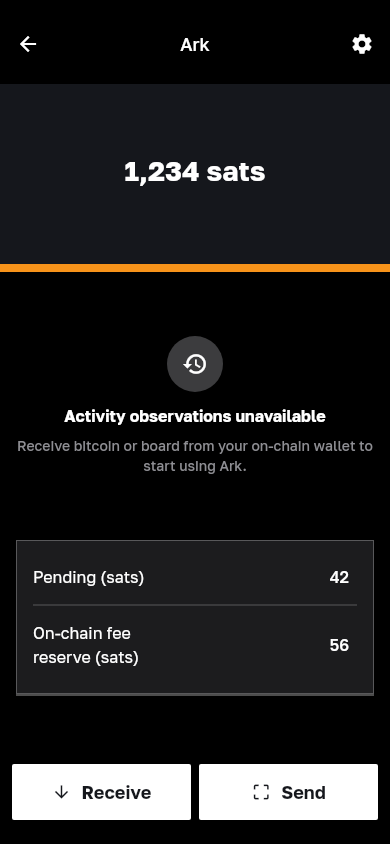 Ark
1,234 sats
Activity observations unavailable
Receive bitcoin or board from your on-chain wallet to
start using Ark.
Pending (sats) 42
On-chain fee
reserve (sats) 56
Receive Send